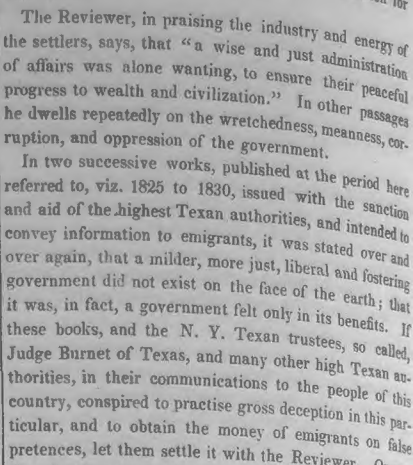 for
The Reviewer, in praising the industry and energy of
the settlers, says, that "a wise and just administration
of affairs was alone wanting, to ensure their peaceful
progress to wealth and civilization." In other passages
he dwells repeatedly on the wretchedness, meanness, cor-
ruption, and oppression of the government.
In two successive works, published at the period here
referred to, viz. 1825 to 1830, issued with the sanction
and aid of the highest Texan authorities, and intended to
convey information to emigrants, it was stated over and
over again, that a milder, more just, liberal and fostering
government did not exist on the face of the earth; that
it was, in fact, a government felt only in its benefits. If
these books, and the N. Y. Texan trustees, so called,
Judge Burnet of Texas, and many other high Texan au-
thorities, in their communications to the people of this
country, conspired to practise gross deception in this par-
ticular, and to obtain the money of emigrants on false
pretences, let them settle it with the Reviewer.